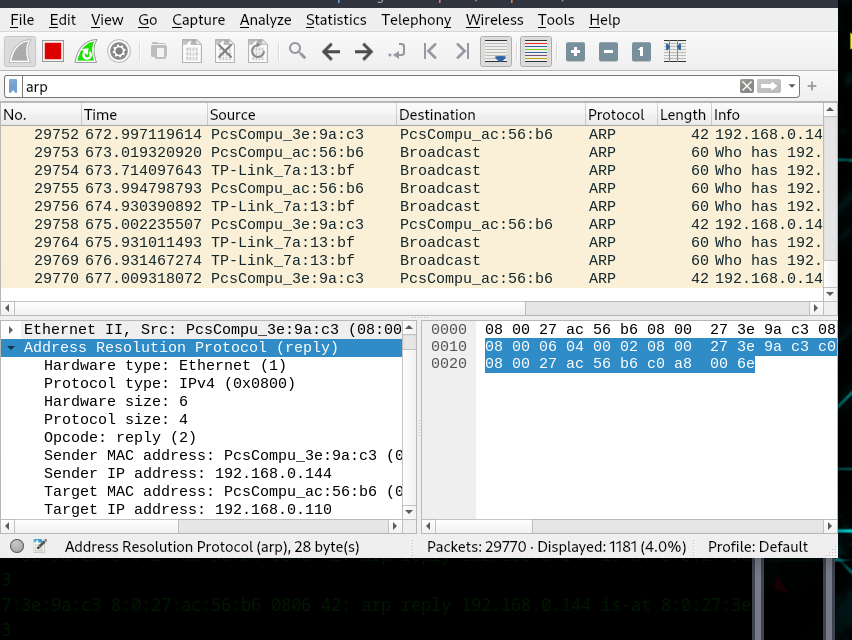 File Edit View Go Capture Analyze Statistics Telephony Wireless Tools Help
arp
No. Time Source Destination Protocol Length Info
29752 672.997119614 PcsCompu_3e:9a:c3 PcsCompu_ac:56:b6 ARP 42 192.168.0.14
29753 673.019320920 PcsCompu_ac:56:b6 Broadcast ARP 60 Who has 192.
29754 673.714097643 TP-Link_7a:13:bf Broadcast ARP 60 Who has 192.
29755 673.994798793 PcsCompu_ac:56:b6 Broadcast ARP 60 Who has 192.
29756 674.930390892 TP-Link_7a:13:bf Broadcast ARP 60 Who has 192.
29758 675.002235507 PcsCompu_3e:9a:c3 PcsCompu_ac:56:b6 ARP 42 192.168.0.14
29764 675.931011493 TP-Link_7a:13:bf Broadcast ARP 60 Who has 192.
29769 676.931467274 TP-Link_7a:13:bf Broadcast ARP 60 Who has 192.
29770 677.009318072 PcsCompu_3e:9a:c3 PcsCompu_ac:56:b6 ARP 42 192.168.0.14
Ethernet II, Src: PcsCompu_3e:9a:c3 (08:00
Address Resolution Protocol (reply)
Hardware type: Ethernet (1)
Protocol type: IPv4 (0x0800)
Hardware size: 6
Protocol size: 4
Opcode: reply (2)
Sender MAC address: PcsCompu_3e:9a:c3 (0
Sender IP address: 192.168.0.144
Target MAC address: PcsCompu_ac:56:b6 (0
Target IP address: 192.168.0.110
0000 08 00 27 ac 56 b6 08 00 27 3e 9a c3 08
0010 08 00 06 04 00 02 08 00 27 3e 9a c3 c0
0020 08 00 27 ac 56 b6 c0 a8 00 6e
Address Resolution Protocol (arp), 28 byte(s) Packets: 29770 · Displayed: 1181 (4.0%) Profile: Default
3
7:3e:9a:c3 8:0:27:ac:56:b6 0806 42: arp reply 192.168.0.144 is-at 8:0:27:3e
3